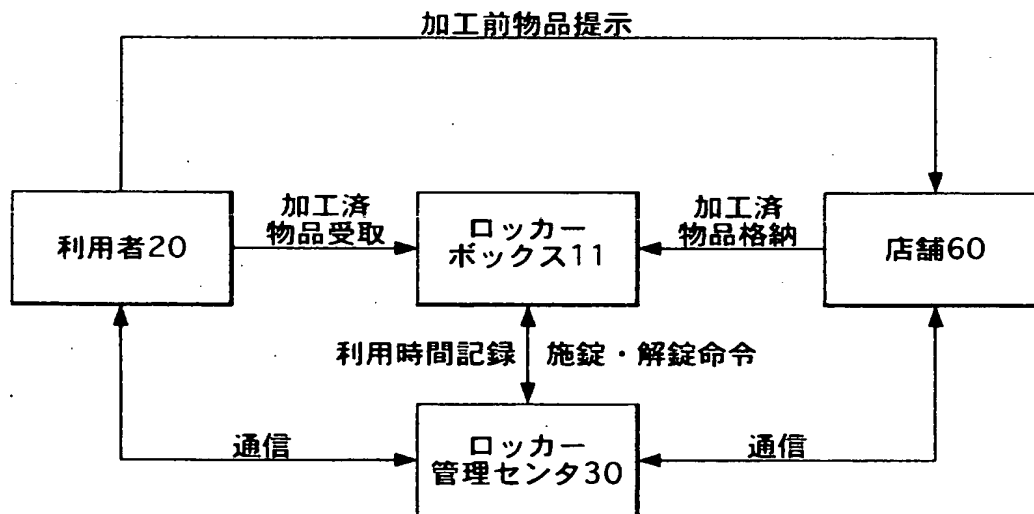 加工前物品提示
利用者20
加工済
物品受取
ロッカー
ボックス11
加工済
物品格納
店舗60
利用時間記録
施錠・解錠命令
通信
ロッカー
管理センタ30
通信